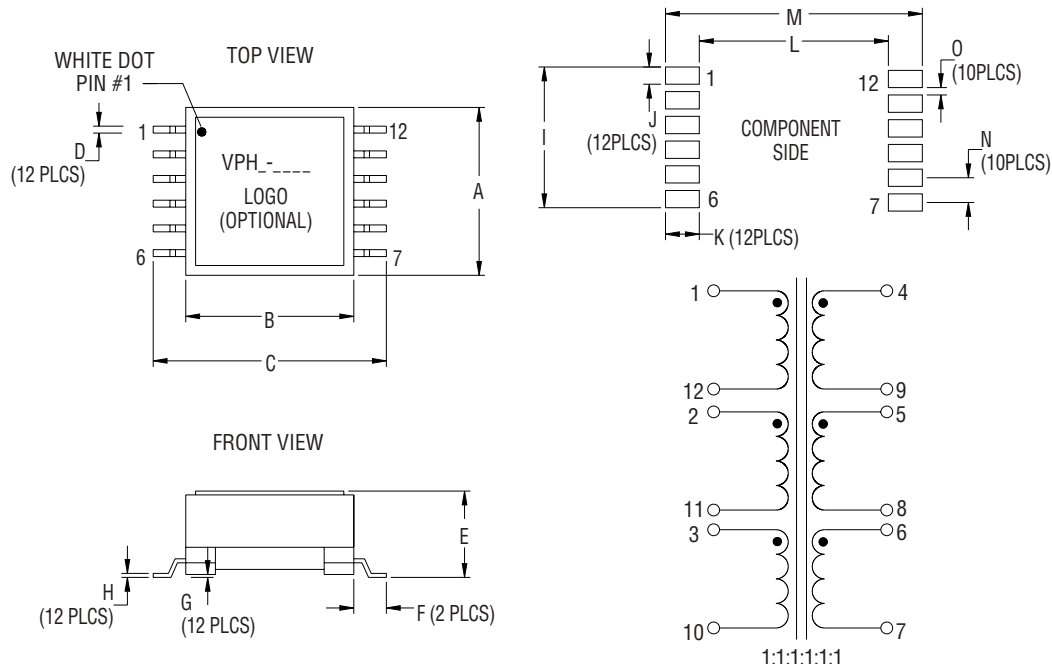 WHITE DOT
PIN #1
TOP VIEW
1
12
D
(12 PLCS)
VPH_-____
LOGO
(OPTIONAL)
A
6
7
B
C
FRONT VIEW
E
H
(12 PLCS)
G
(12 PLCS)
F (2 PLCS)
M
L
O
(10PLCS)
1
12
I
J
(12PLCS)
COMPONENT
SIDE
N
(10PLCS)
6
7
K (12PLCS)
1
4
12
9
2
5
11
8
3
6
10
7
1:1:1:1:1:1